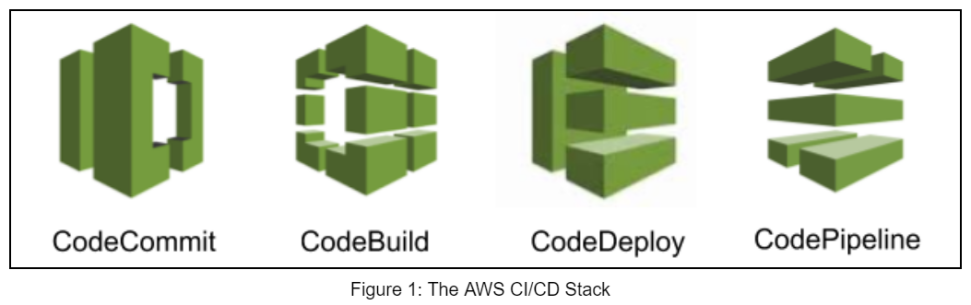 CodeCommit CodeBuild CodeDeploy CodePipeline
Figure 1: The AWS CI/CD Stack